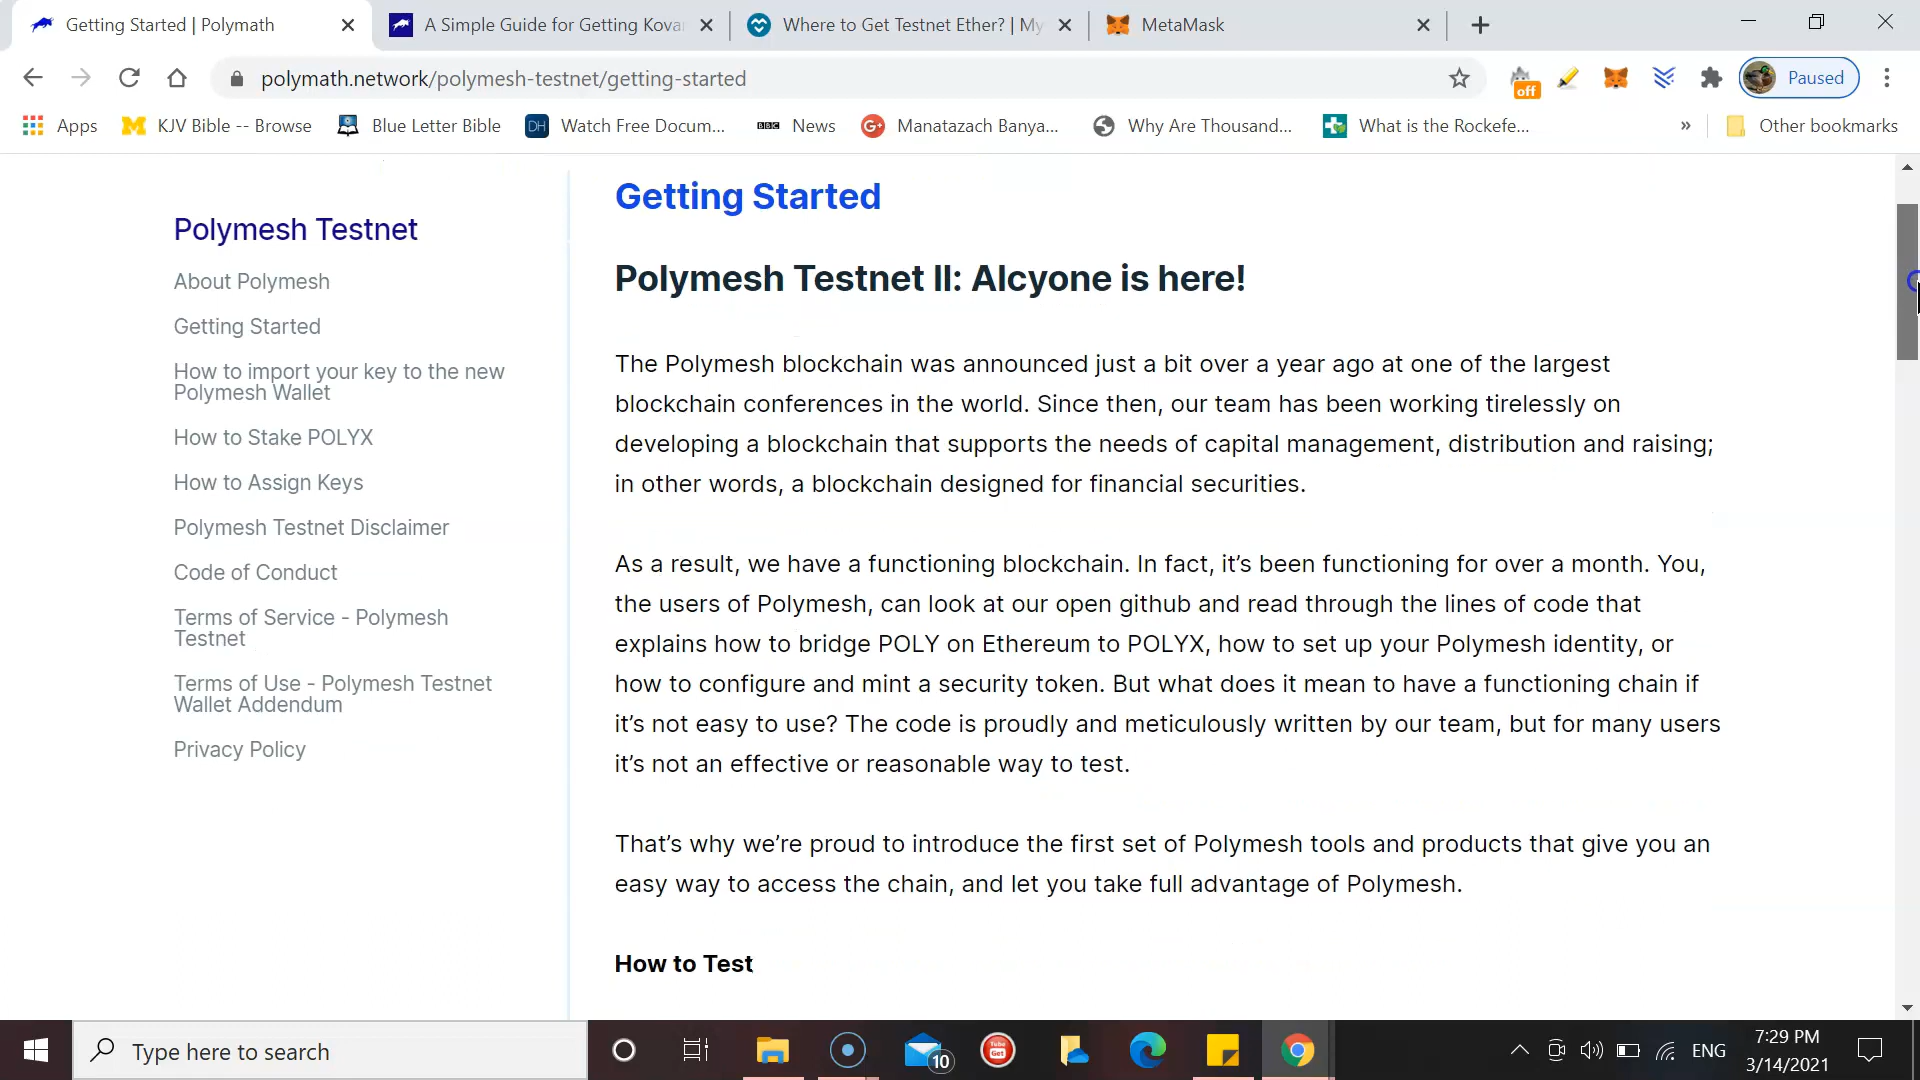 Getting Started | Polymath
A Simple Guide for Getting Kova
Where to Get Testnet Ether? | My
MetaMask
polymath.network/polymesh-testnet/getting-started
off
Paused
Apps
KJV Bible -- Browse
Blue Letter Bible
DH
Watch Free Docum...
BBC
News
G+
Manatazach Banya...
Why Are Thousand...
What is the Rockefe...
»
Other bookmarks
Polymesh Testnet
About Polymesh
Getting Started
How to import your key to the new
Polymesh Wallet
How to Stake POLYX
How to Assign Keys
Polymesh Testnet Disclaimer
Code of Conduct
Terms of Service - Polymesh
Testnet
Terms of Use - Polymesh Testnet
Wallet Addendum
Privacy Policy
Getting Started
Polymesh Testnet II: Alcyone is here!
The Polymesh blockchain was announced just a bit over a year ago at one of the largest
blockchain conferences in the world. Since then, our team has been working tirelessly on
developing a blockchain that supports the needs of capital management, distribution and raising;
in other words, a blockchain designed for financial securities.
As a result, we have a functioning blockchain. In fact, it’s been functioning for over a month. You,
the users of Polymesh, can look at our open github and read through the lines of code that
explains how to bridge POLY on Ethereum to POLYX, how to set up your Polymesh identity, or
how to configure and mint a security token. But what does it mean to have a functioning chain if
it’s not easy to use? The code is proudly and meticulously written by our team, but for many users
it’s not an effective or reasonable way to test.
That’s why we’re proud to introduce the first set of Polymesh tools and products that give you an
easy way to access the chain, and let you take full advantage of Polymesh.
How to Test
Type here to search
10
Tube
Get
ENG
7:29 PM
3/14/2021